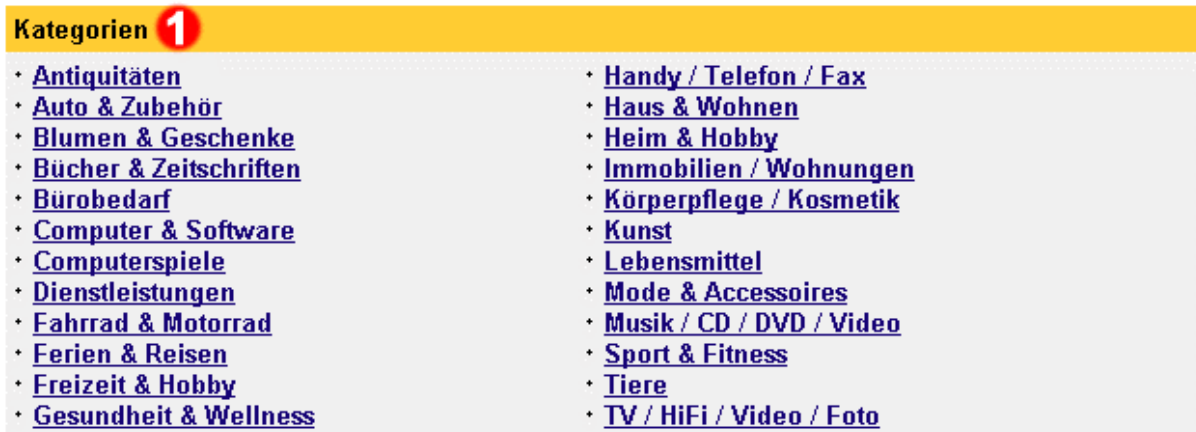 Kategorien 1
Antiquitäten
Auto & Zubehör
Blumen & Geschenke
Bücher & Zeitschriften
Bürobedarf
Computer & Software
Computerspiele
Dienstleistungen
Fahrrad & Motorrad
Ferien & Reisen
Freizeit & Hobby
Gesundheit & Wellness
Handy / Telefon / Fax
Haus & Wohnen
Heim & Hobby
Immobilien / Wohnungen
Körperpflege / Kosmetik
Kunst
Lebensmittel
Mode & Accessoires
Musik / CD / DVD / Video
Sport & Fitness
Tiere
TV / HiFi / Video / Foto